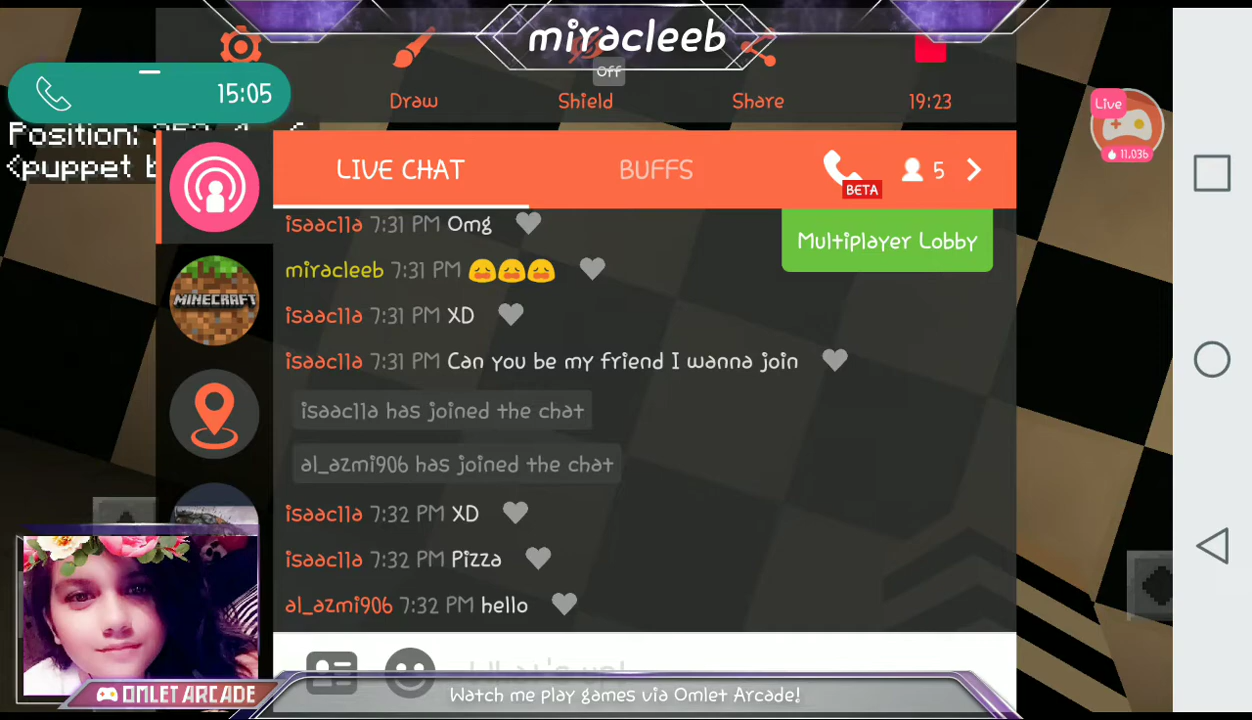 miracleeb
Off
Draw
Shield
Share
19:23
15:05
Live
11,036
Position:
<puppet b
LIVE CHAT
BUFFS
BETA
5
Multiplayer Lobby
isaac11a 7:31 PM Omg
miracleeb 7:31 PM 😩😩😩
isaac11a 7:31 PM XD
MINECRAFT
isaac11a 7:31 PM Can you be my friend I wanna join
isaac11a has joined the chat
al_azmi906 has joined the chat
isaac11a 7:32 PM XD
isaac11a 7:32 PM Pizza
al_azmi906 7:32 PM hello
OMLET ARCADE
Watch me play games via Omlet Arcade!